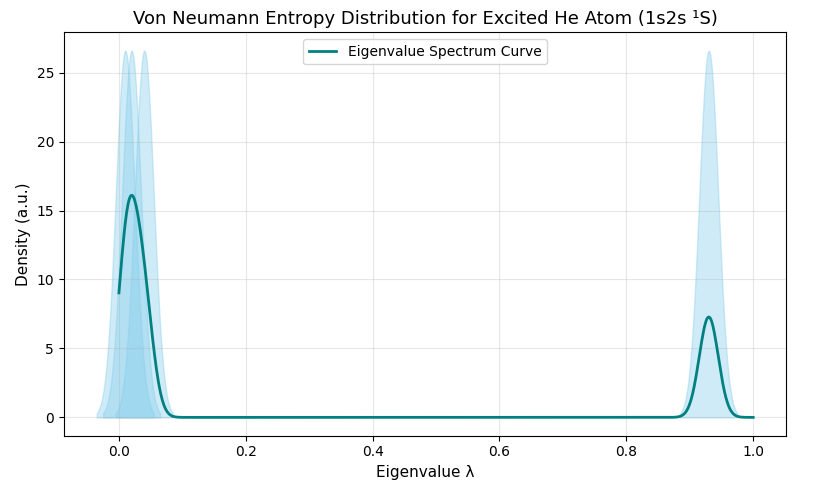 Von Neumann Entropy Distribution for Excited He Atom (1s2s ¹S)
Eigenvalue Spectrum Curve
Density (a.u.)
25
20
15
10
5
0
0.0 0.2 0.4 0.6 0.8 1.0
Eigenvalue λ